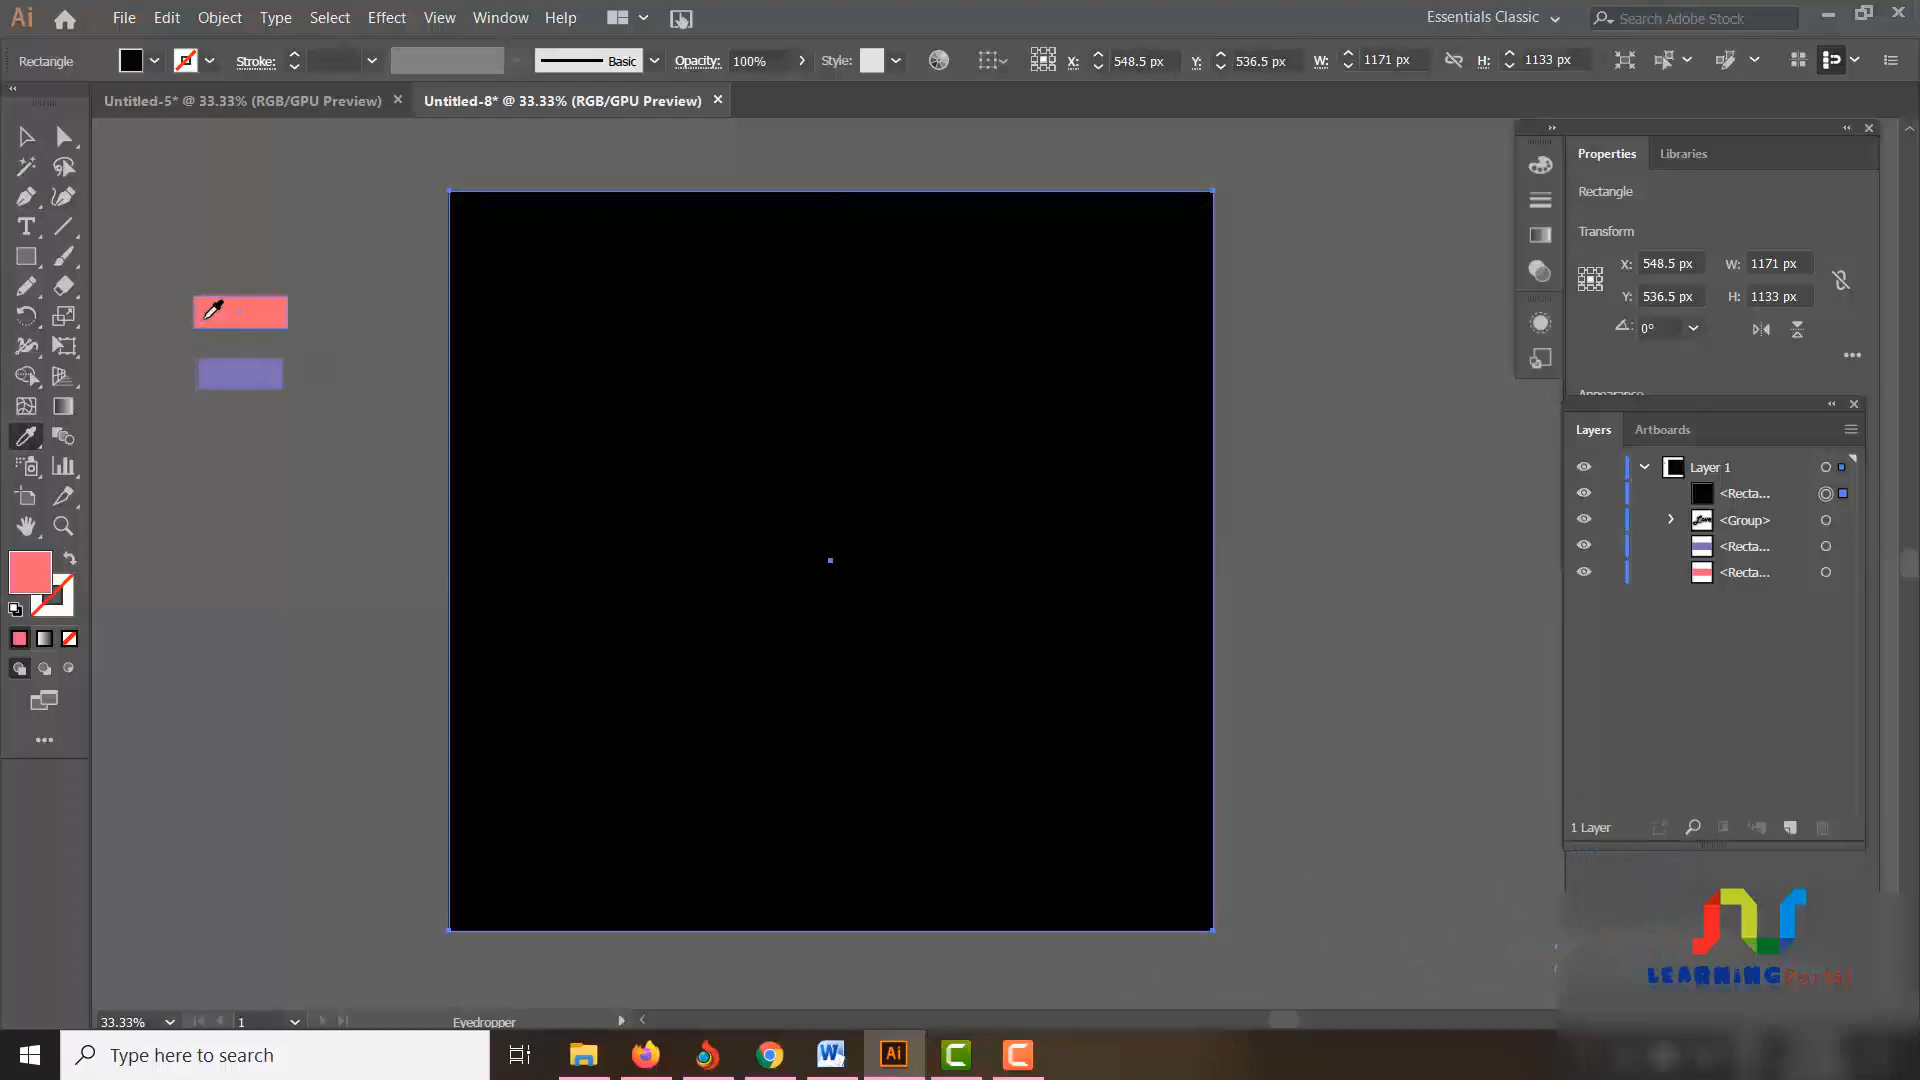 Ai File Edit Object Type Select Effect View Window Help Essentials Classic Search Adobe Stock
Rectangle Stroke: Basic Opacity: 100% Style: X: 548.5 px Y: 536.5 px W: 1171 px H: 1133 px
Untitled-5* @ 33.33% (RGB/GPU Preview) Untitled-8* @ 33.33% (RGB/GPU Preview)
Properties Libraries
Rectangle
Transform
X: 548.5 px W: 1171 px
Y: 536.5 px H: 1133 px
0°
Appearance
Layers Artboards
Layer 1
<Recta...
<Group>
<Recta...
<Recta...
1 Layer
LEARNiNG Portal
33.33% 1 Eyedropper
Type here to search
Ai